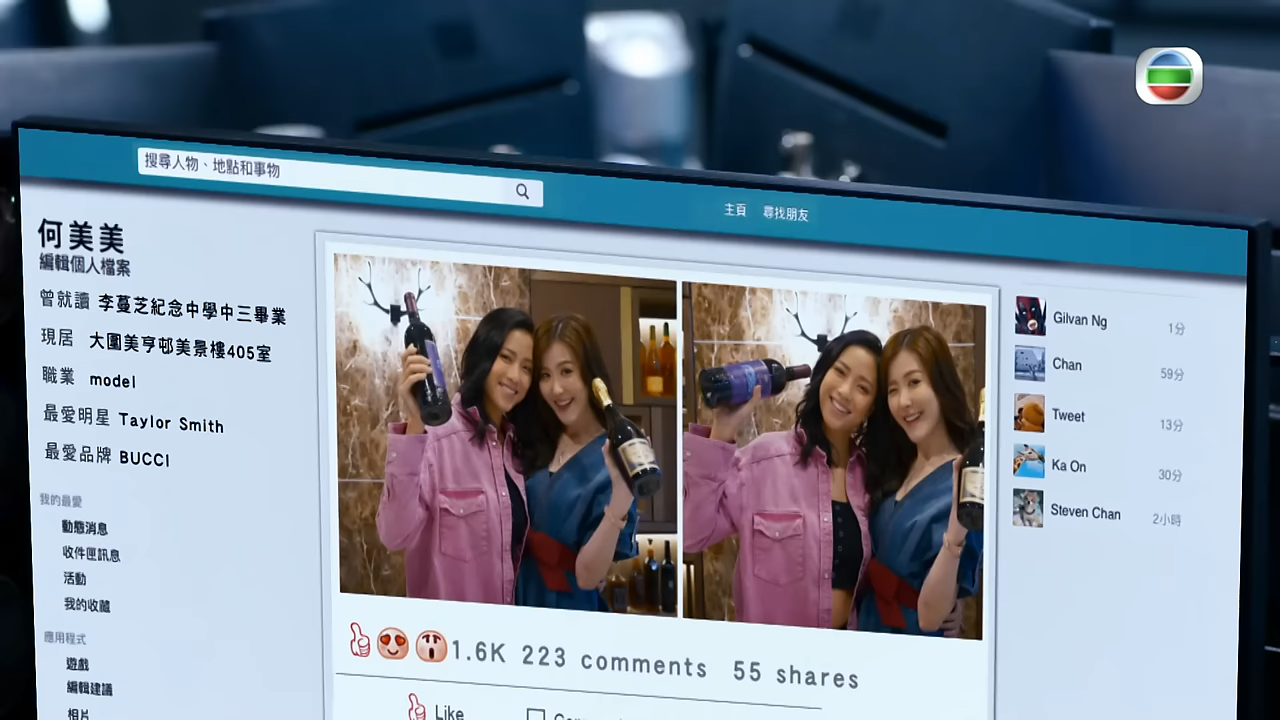 搜尋人物、地點和事物
主頁 尋找朋友
何美美
編輯個人檔案
曾就讀 李蔓芝紀念中學中三畢業
現居 大圍美亨邨美景樓405室
職業 model
最愛明星 Taylor Smith
最愛品牌 BUCCI
我的最愛
動態消息
收件匣訊息
活動
我的收藏
應用程式
遊戲
編輯建議
相片
1.6K 223 comments 55 shares
Like
Gilvan Ng 1分
Chan 59分
Tweet 13分
Ka On 30分
Steven Chan 2小時